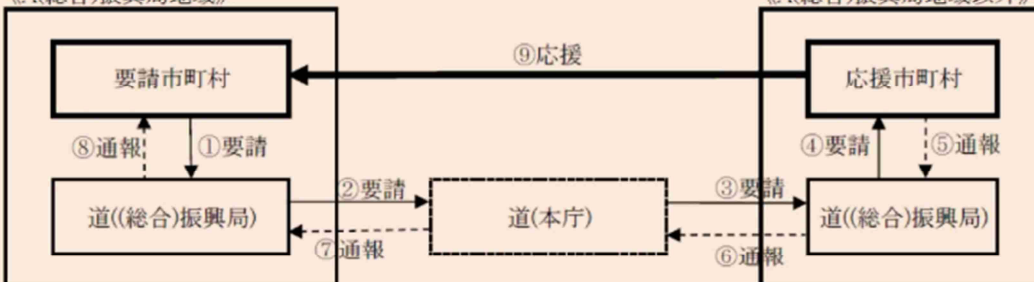 ⑨応援
要請市町村
応援市町村
⑧通報
①要請
④要請
⑤通報
②要請
③要請
道((総合)振興局)
道(本庁)
道((総合)振興局)
⑦通報
⑥通報